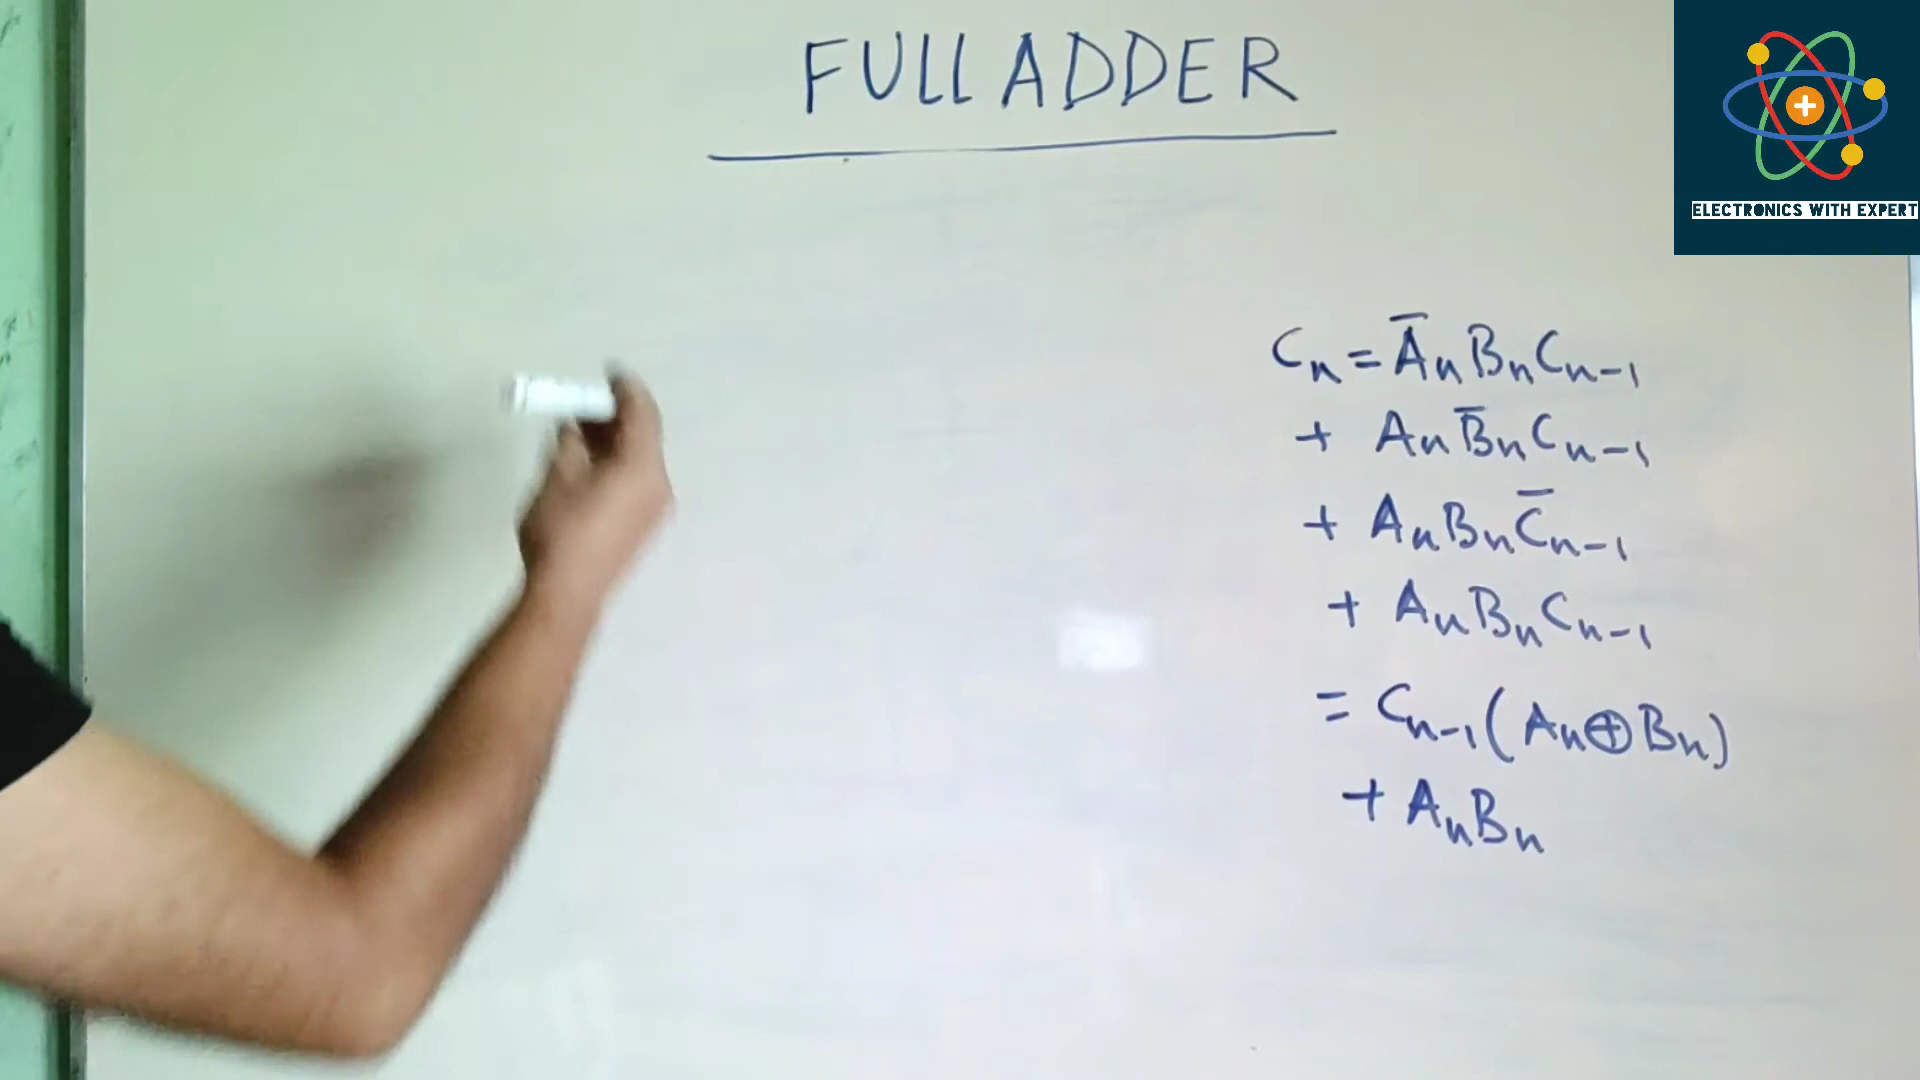 FULL ADDER
ELECTRONICS WITH EXPERT
Cₙ = A̅ₙBₙCₙ₋₁
+ AₙB̅ₙCₙ₋₁
+ AₙBₙC̅ₙ₋₁
+ AₙBₙCₙ₋₁
= Cₙ₋₁(Aₙ⊕Bₙ)
+ AₙBₙ